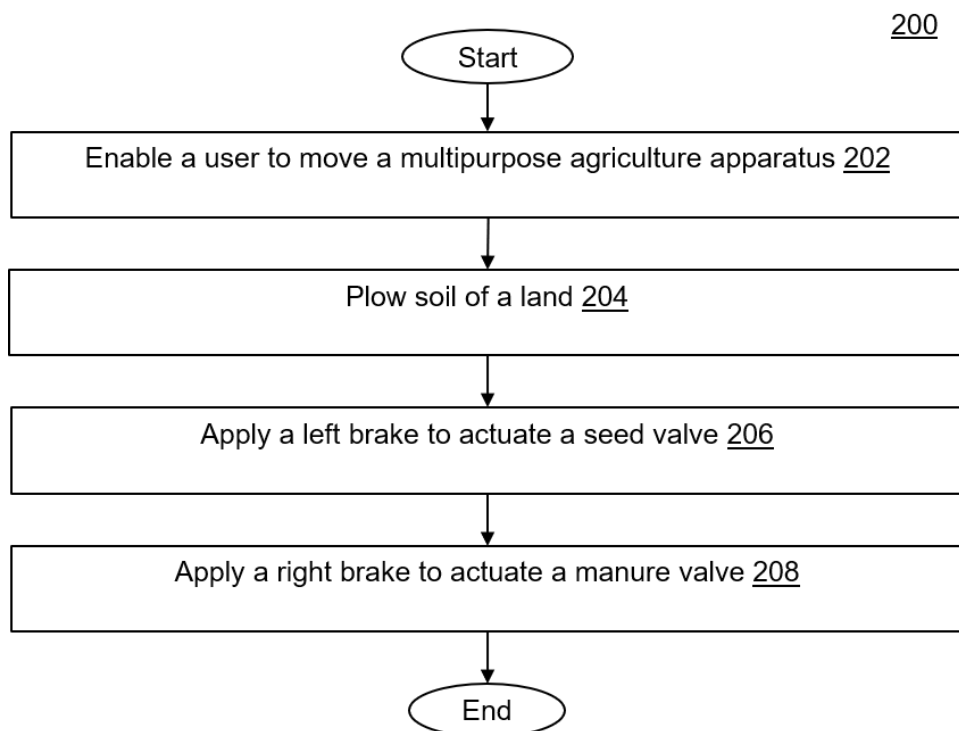 200
Start
Enable a user to move a multipurpose agriculture apparatus 202
Plow soil of a land 204
Apply a left brake to actuate a seed valve 206
Apply a right brake to actuate a manure valve 208
End